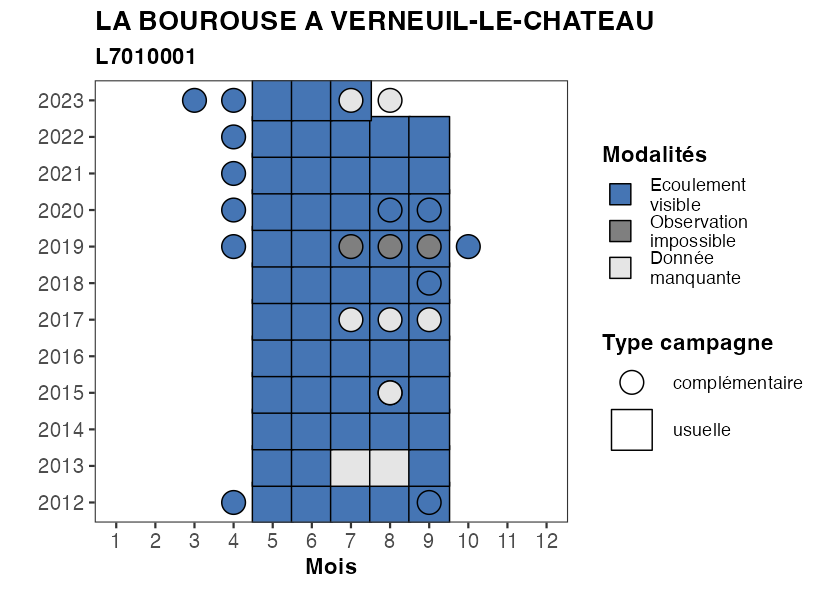 LA BOUROUSE A VERNEUIL-LE-CHATEAU
L7010001
2023
2022
2021
2020
2019
2018
2017
2016
2015
2014
2013
2012
1 2 3 4 5 6 7 8 9 10 11 12
Mois
Modalités
Ecoulement
visible
Observation
impossible
Donnée
manquante
Type campagne
complémentaire
usuelle